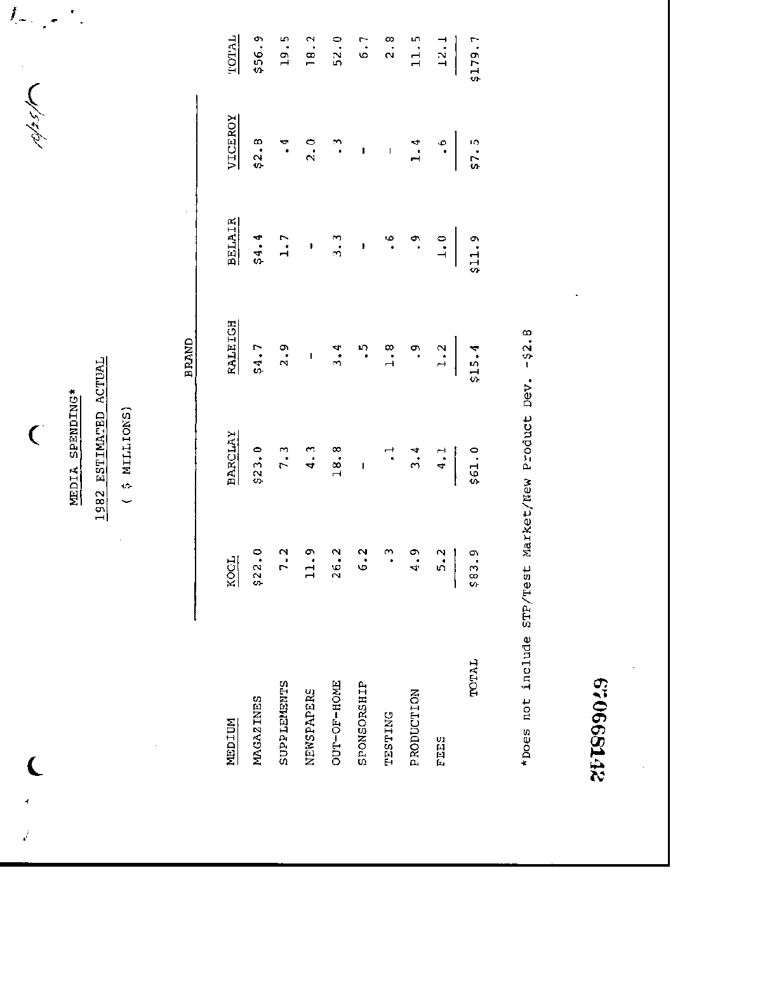 10/25/
MEDIA SPENDING*
1982 ESTIMATED ACTUAL
( $ MILLIONS)
BRAND
MEDIUM KOOL BARCLAY RALEIGH BELAIR VICEROY TOTAL
MAGAZINES $22.0 $23.0 $4.7 $4.4 $2.8 $56.9
SUPPLEMENTS 7.2 7.3 2.9 1.7 .4 19.5
NEWSPAPERS 11.9 4.3 - - 2.0 18.2
OUT-OF-HOME 26.2 18.8 3.4 3.3 .3 52.0
SPONSORSHIP 6.2 - .5 - - 6.7
TESTING .3 .1 1.8 .6 - 2.8
PRODUCTION 4.9 3.4 .9 .9 1.4 11.5
FEES 5.2 4.1 1.2 1.0 .6 12.1
TOTAL $83.9 $61.0 $15.4 $11.9 $7.5 $179.7
*Does not include STP/Test Market/New Product Dev. -$2.8
670668142